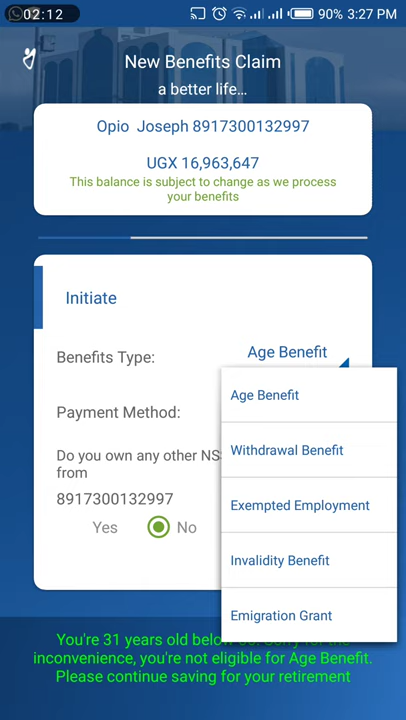 02:12
90% 3:27 PM
New Benefits Claim
a better life…
Opio Joseph 8917300132997
UGX 16,963,647
This balance is subject to change as we process
your benefits
Initiate
Benefits Type:
Age Benefit
Age Benefit
Payment Method:
Withdrawal Benefit
Do you own any other
from
8917300132997
Exempted Employment
Yes
No
Invalidity Benefit
Emigration Grant
You're 31 years old
inconvenience, you're not eligible for Age Benefit.
Please continue saving for your retirement